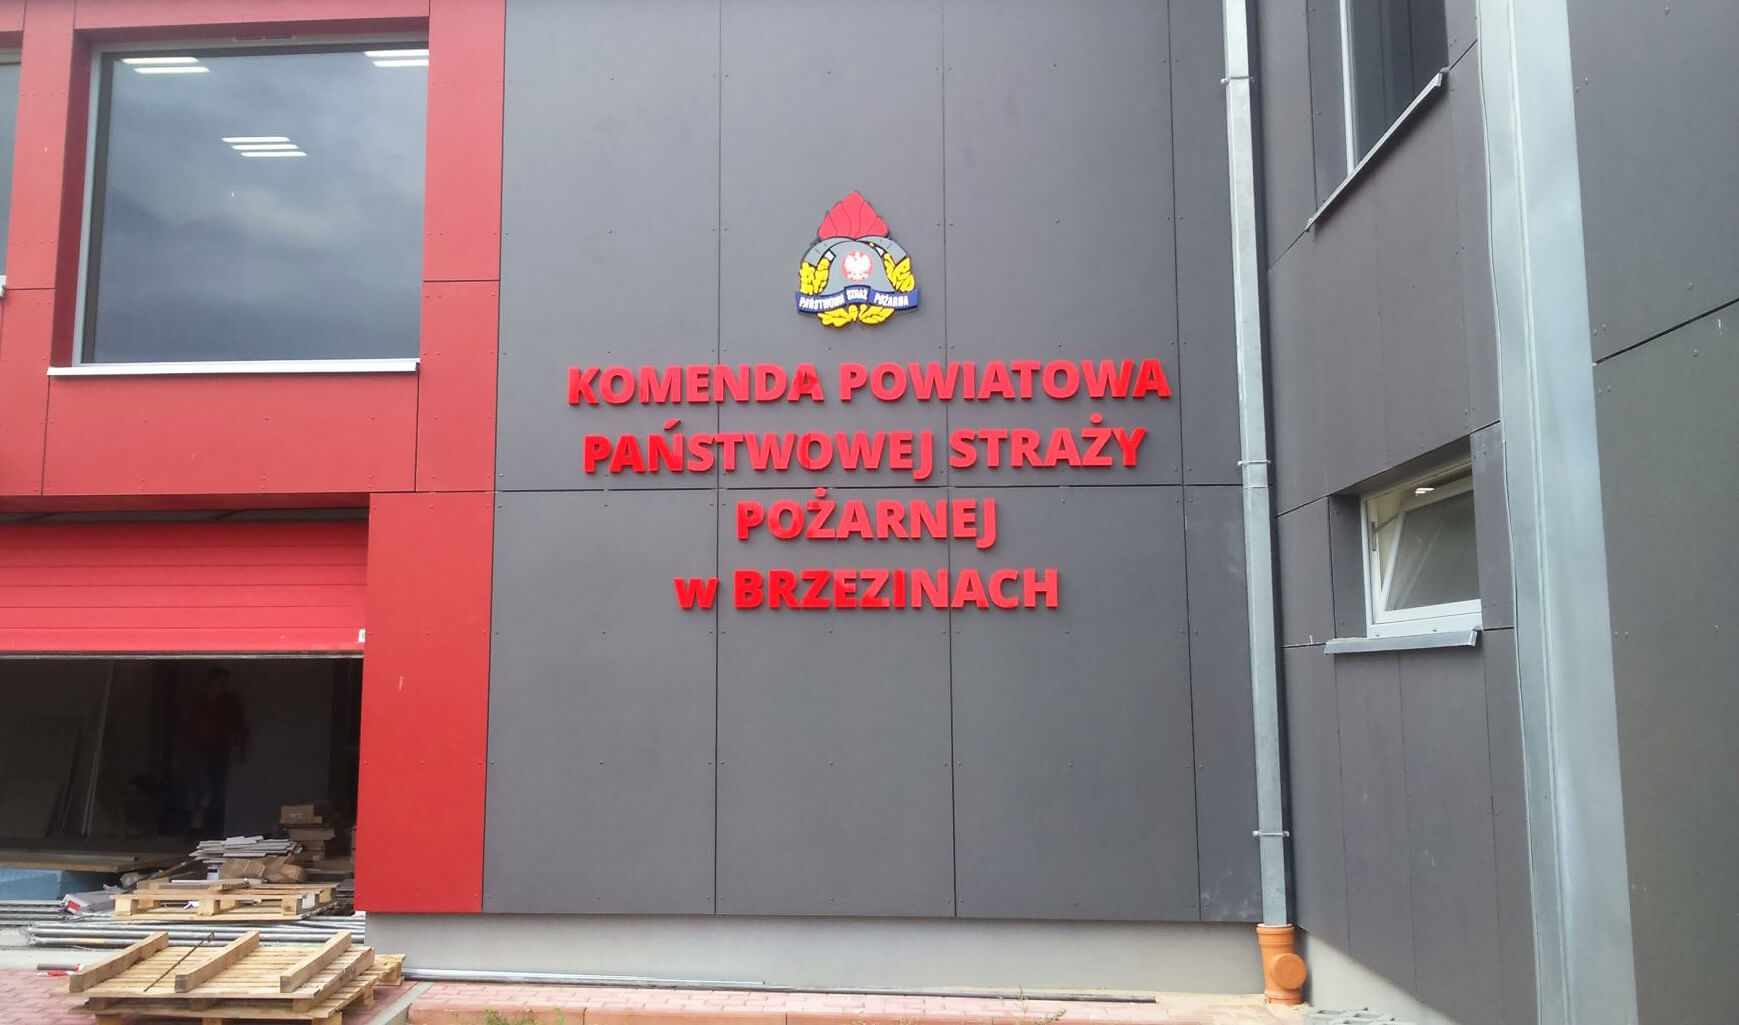 PAŃSTWOWA STRAŻ POŻARNA
KOMENDA POWIATOWA
PAŃSTWOWEJ STRAŻY
POŻARNEJ
w BRZEZINACH